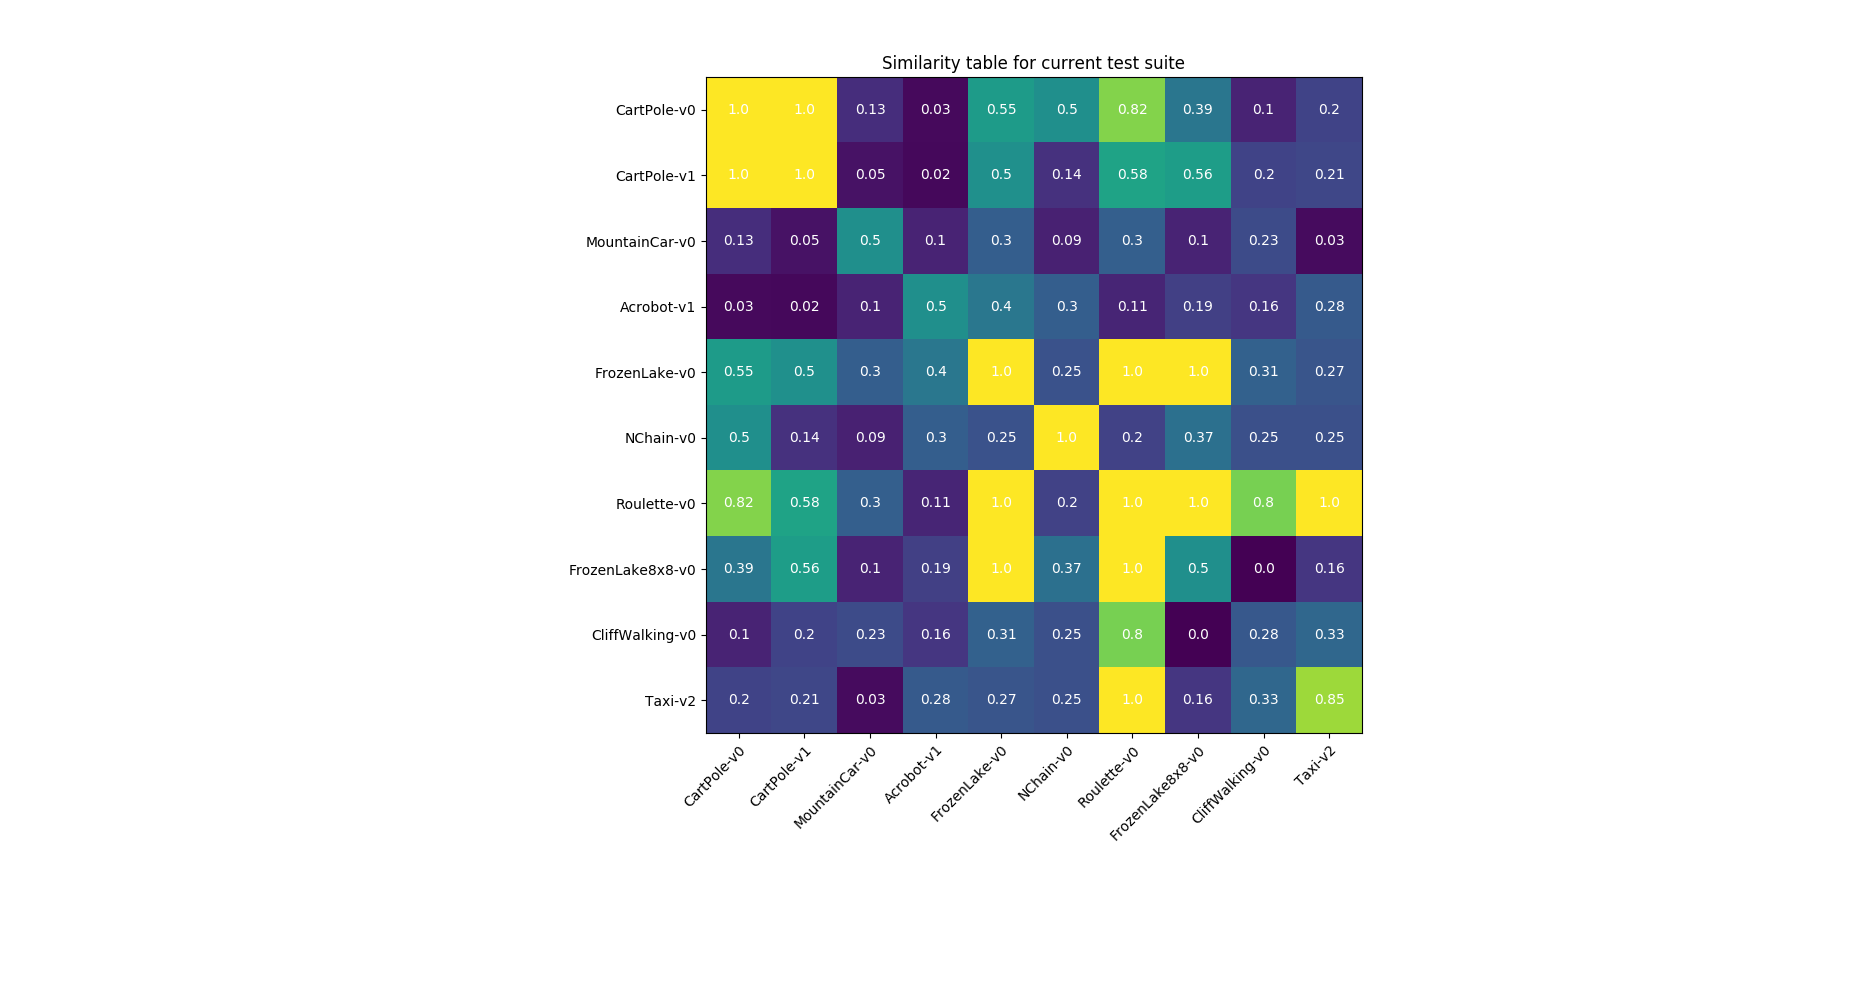 Similarity table for current test suite
CartPole-v0 1.0 1.0 0.13 0.03 0.55 0.5 0.82 0.39 0.1 0.2
CartPole-v1 1.0 1.0 0.05 0.02 0.5 0.14 0.58 0.56 0.2 0.21
MountainCar-v0 0.13 0.05 0.5 0.1 0.3 0.09 0.3 0.1 0.23 0.03
Acrobot-v1 0.03 0.02 0.1 0.5 0.4 0.3 0.11 0.19 0.16 0.28
FrozenLake-v0 0.55 0.5 0.3 0.4 1.0 0.25 1.0 1.0 0.31 0.27
NChain-v0 0.5 0.14 0.09 0.3 0.25 1.0 0.2 0.37 0.25 0.25
Roulette-v0 0.82 0.58 0.3 0.11 1.0 0.2 1.0 1.0 0.8 1.0
FrozenLake8x8-v0 0.39 0.56 0.1 0.19 1.0 0.37 1.0 0.5 0.0 0.16
CliffWalking-v0 0.1 0.2 0.23 0.16 0.31 0.25 0.8 0.0 0.28 0.33
Taxi-v2 0.2 0.21 0.03 0.28 0.27 0.25 1.0 0.16 0.33 0.85
CartPole-v0 CartPole-v1 MountainCar-v0 Acrobot-v1 FrozenLake-v0 NChain-v0 Roulette-v0 FrozenLake8x8-v0 CliffWalking-v0 Taxi-v2